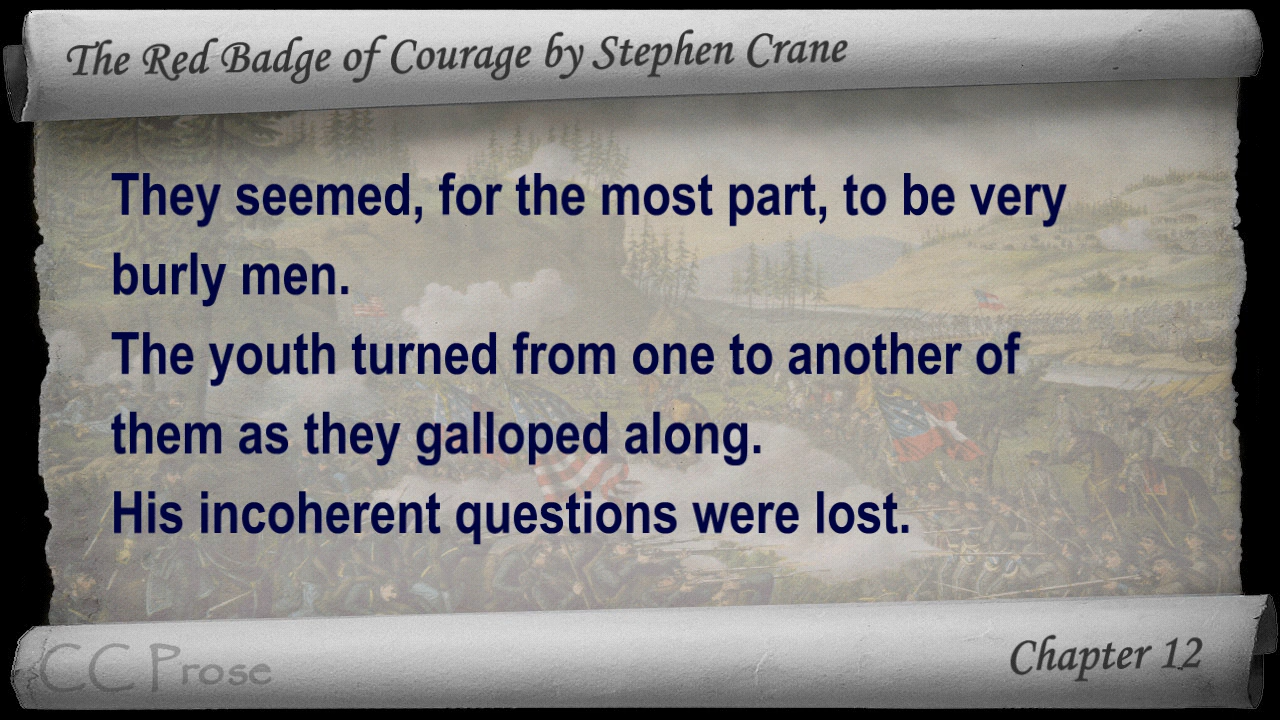 The Red Badge of Courage by Stephen Crane
They seemed, for the most part, to be very
burly men.
The youth turned from one to another of
them as they galloped along.
His incoherent questions were lost.
CC Prose
Chapter 12